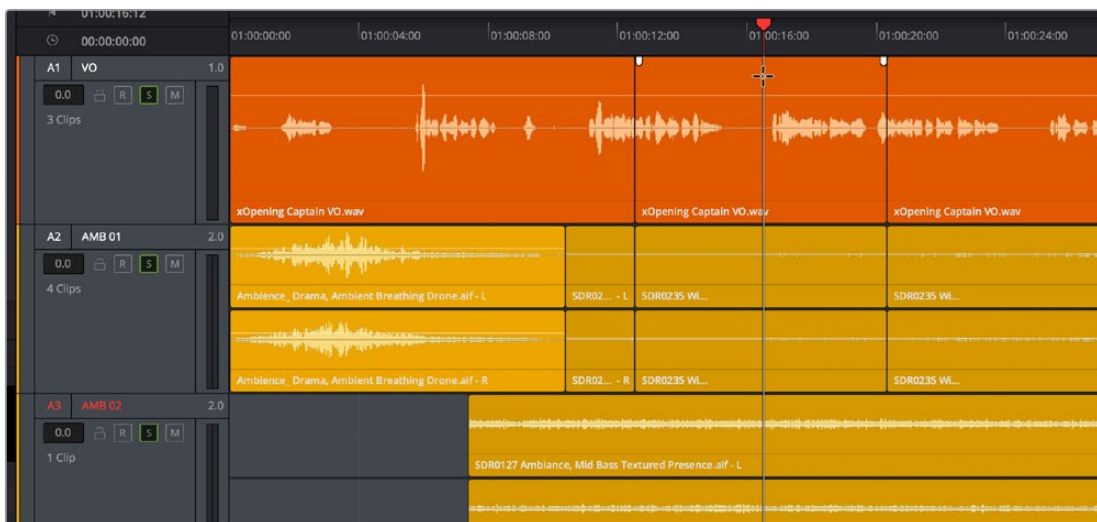 01:00:16:12
00:00:00:00
01:00:00:00 01:00:04:00 01:00:08:00 01:00:12:00 01:00:16:00 01:00:20:00 01:00:24:00
A1 VO 1.0
0.0 R S M
3 Clips
xOpening Captain VO.wav xOpening Captain VO.wav xOpening Captain VO.wav
A2 AMB 01 2.0
0.0 R S M
4 Clips
Ambience_ Drama, Ambient Breathing Drone.aif - L SDR02... - L SDR0235 Wi... SDR0235 Wi...
Ambience_ Drama, Ambient Breathing Drone.aif - R SDR02... - R SDR0235 Wi... SDR0235 Wi...
A3 AMB 02 2.0
0.0 R S M
1 Clip
SDR0127 Ambiance, Mid Bass Textured Presence.aif - L